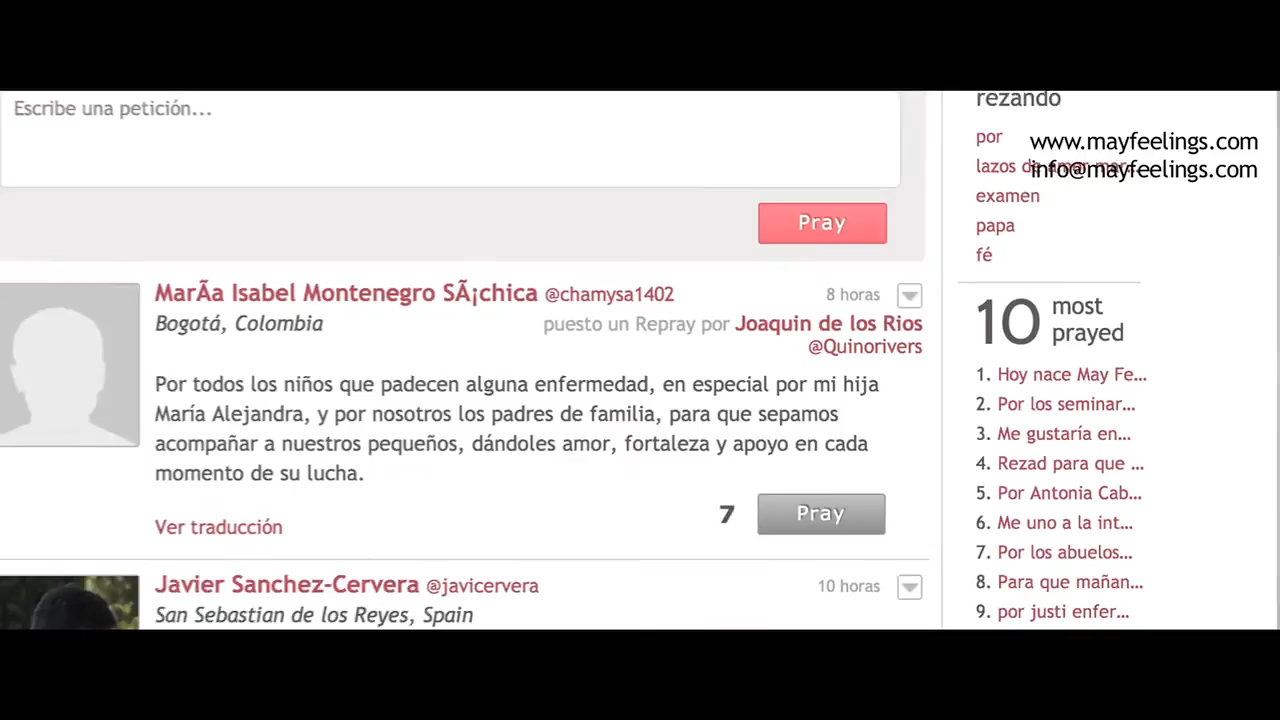 Escribe una petición...
Pray
MarÃa Isabel Montenegro SÃ¡chica @chamysa1402
8 horas
Bogotá, Colombia
puesto un Repray por Joaquin de los Rios
@Quinorivers
Por todos los niños que padecen alguna enfermedad, en especial por mi hija
María Alejandra, y por nosotros los padres de familia, para que sepamos
acompañar a nuestros pequeños, dándoles amor, fortaleza y apoyo en cada
momento de su lucha.
7
Pray
Ver traducción
Javier Sanchez-Cervera @javicervera
10 horas
San Sebastian de los Reyes, Spain
rezando
www.mayfeelings.com
info@mayfeelings.com
por
lazos de amor mar...
examen
papa
fé
10 most
prayed
1. Hoy nace May Fe...
2. Por los seminar...
3. Me gustaría en...
4. Rezad para que ...
5. Por Antonia Cab...
6. Me uno a la int...
7. Por los abuelos...
8. Para que mañan...
9. por justi enfer...